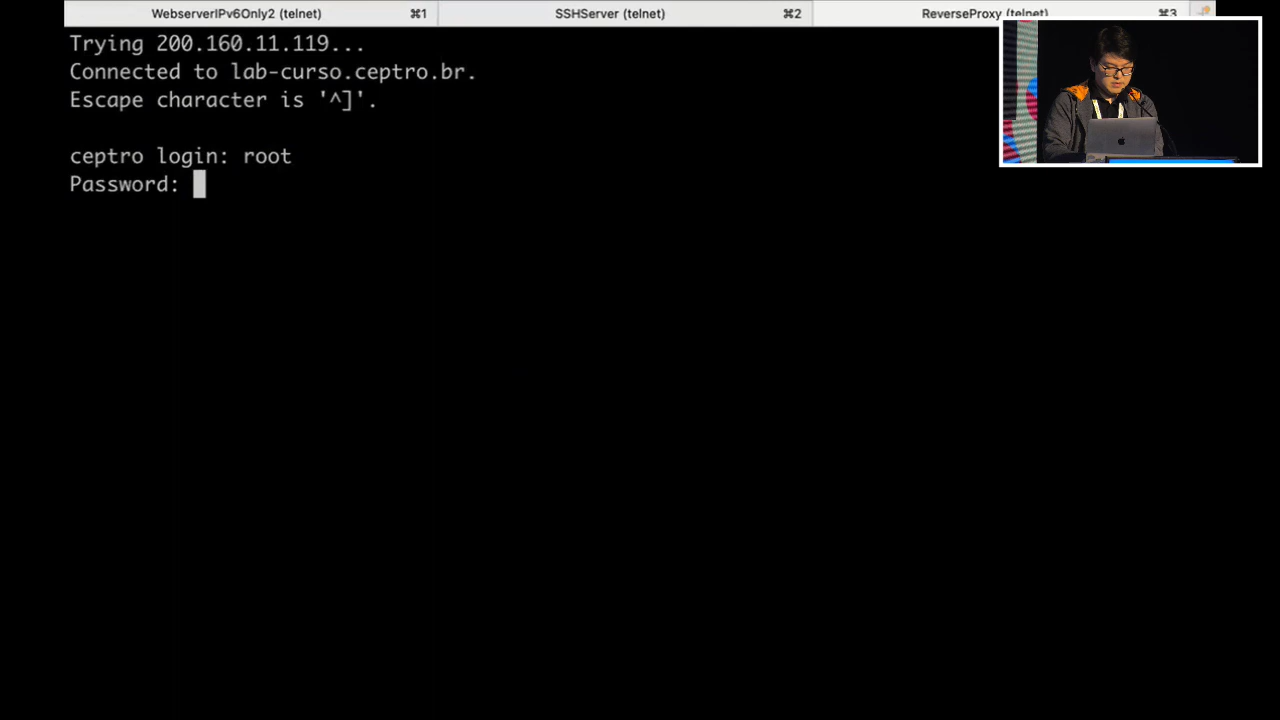 WebserverIPv6Only2 (telnet) ⌘1 SSHServer (telnet) ⌘2 ReverseProxy (telnet) ⌘3
Trying 200.160.11.119...
Connected to lab-curso.ceptro.br.
Escape character is '^]'.
ceptro login: root
Password: